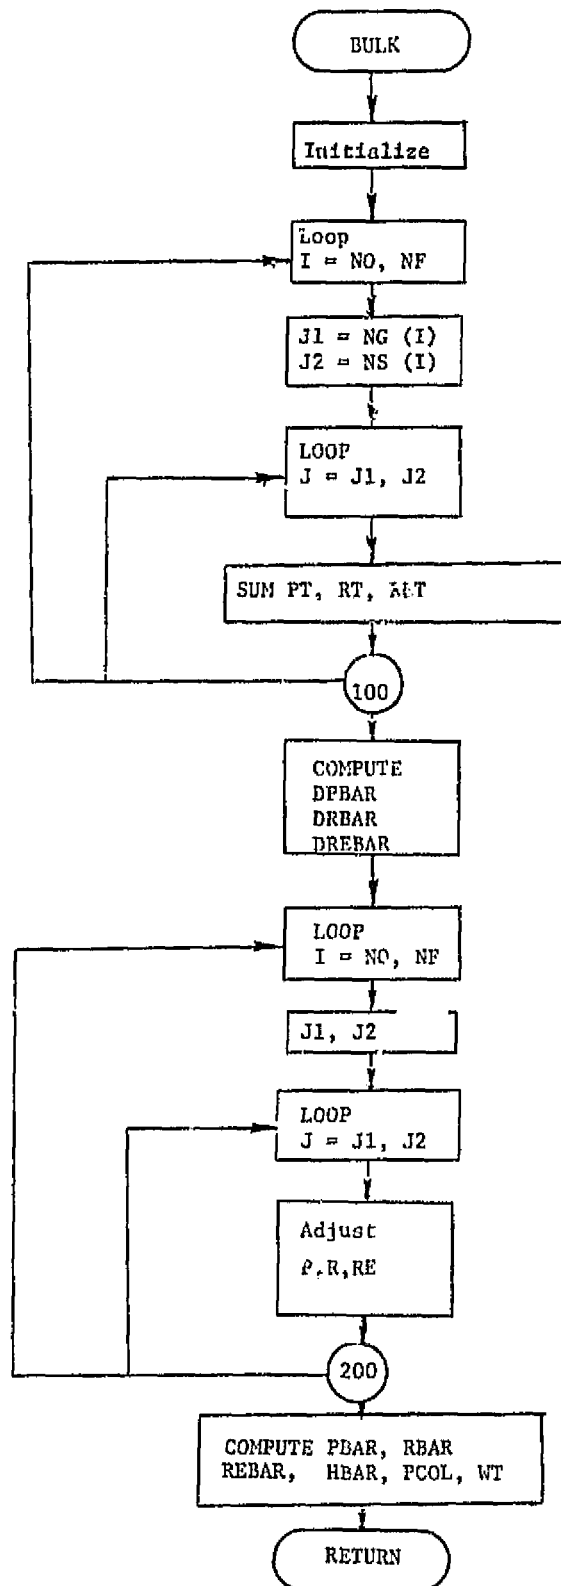 BULK
Initialize
Loop
I = NO, NF
J1 = NG (I)
J2 = NS (I)
LOOP
J = J1, J2
SUM PT, RT,
100
COMPUTE
DPBAR
DRBAR
DREBAR
LOOP
I = NO, NF
J1, J2
LOOP
J = J1, J2
Adjust
P,R,RE
200
COMPUTE PBAR, RBAR
REBAR, HBAR, PCOL, WT
RETURN